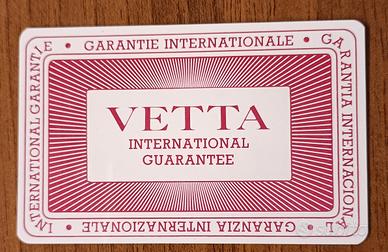 • GARANTIE INTERNATIONALE •
GARANTIA INTERNACIONAL
• GARANZIA INTERNAZIONALE •
INTERNATIONAL GARANTIE
VETTA
INTERNATIONAL
GUARANTEE